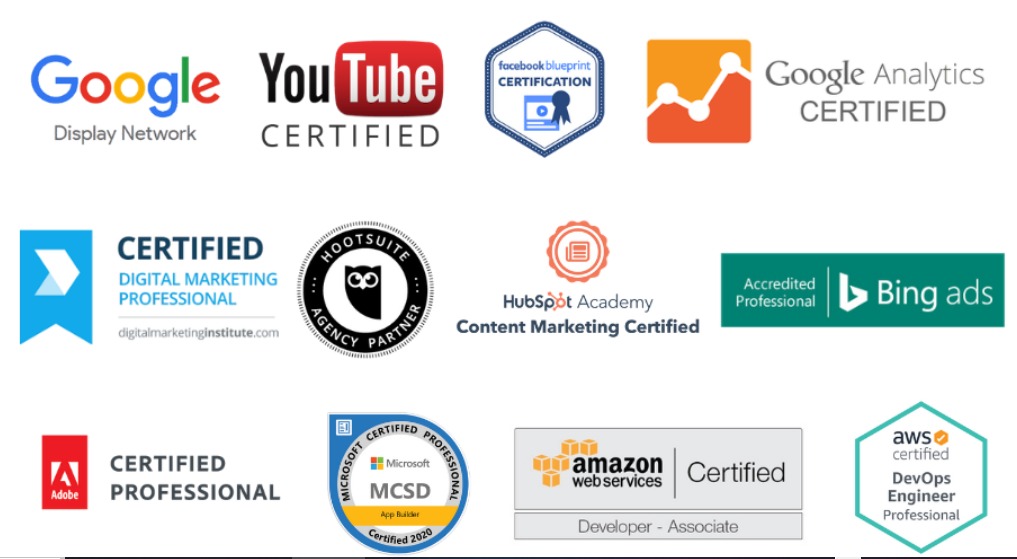 Google
Display Network
YouTube
CERTIFIED
facebook blueprint
CERTIFICATION
Google Analytics
CERTIFIED
CERTIFIED
DIGITAL MARKETING
PROFESSIONAL
digitalmarketinginstitute.com
HOOTSUITE
AGENCY PARTNER
HubSpot Academy
Content Marketing Certified
Accredited
Professional
Bing ads
Adobe
CERTIFIED
PROFESSIONAL
MICROSOFT CERTIFIED PROFESSIONAL
Microsoft
MCSD
App Builder
Certified 2020
amazon
webservices
Certified
Developer - Associate
aws
certified
DevOps
Engineer
Professional